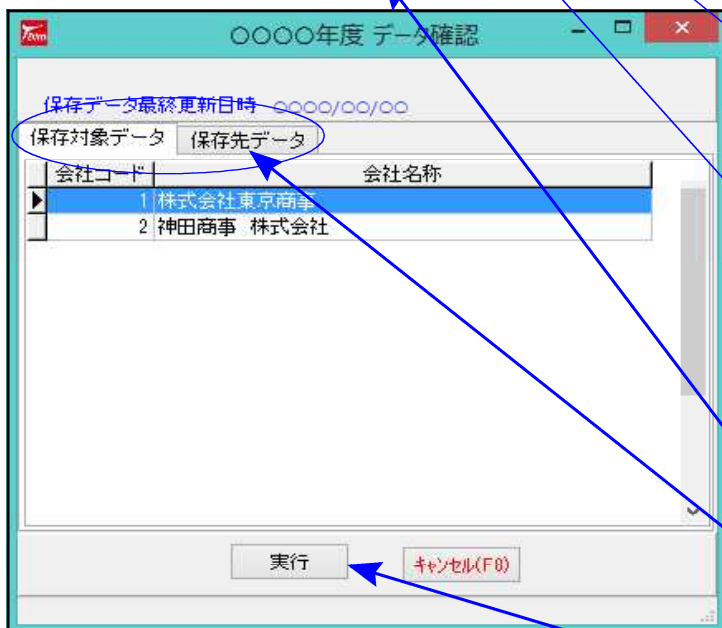 ○○○○年度 データ確認
保存データ最終更新日時 ○○○○/○○/○○
保存対象データ 保存先データ
会社コード 会社名称
1 株式会社東京商事
2 神田商事 株式会社
実行 キャンセル(F8)